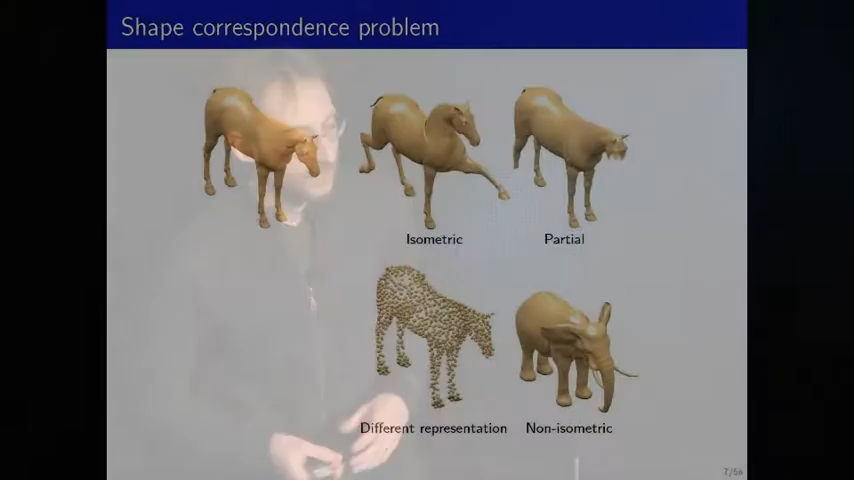 Shape correspondence problem
Isometric
Partial
Different representation
Non-isometric
7/56